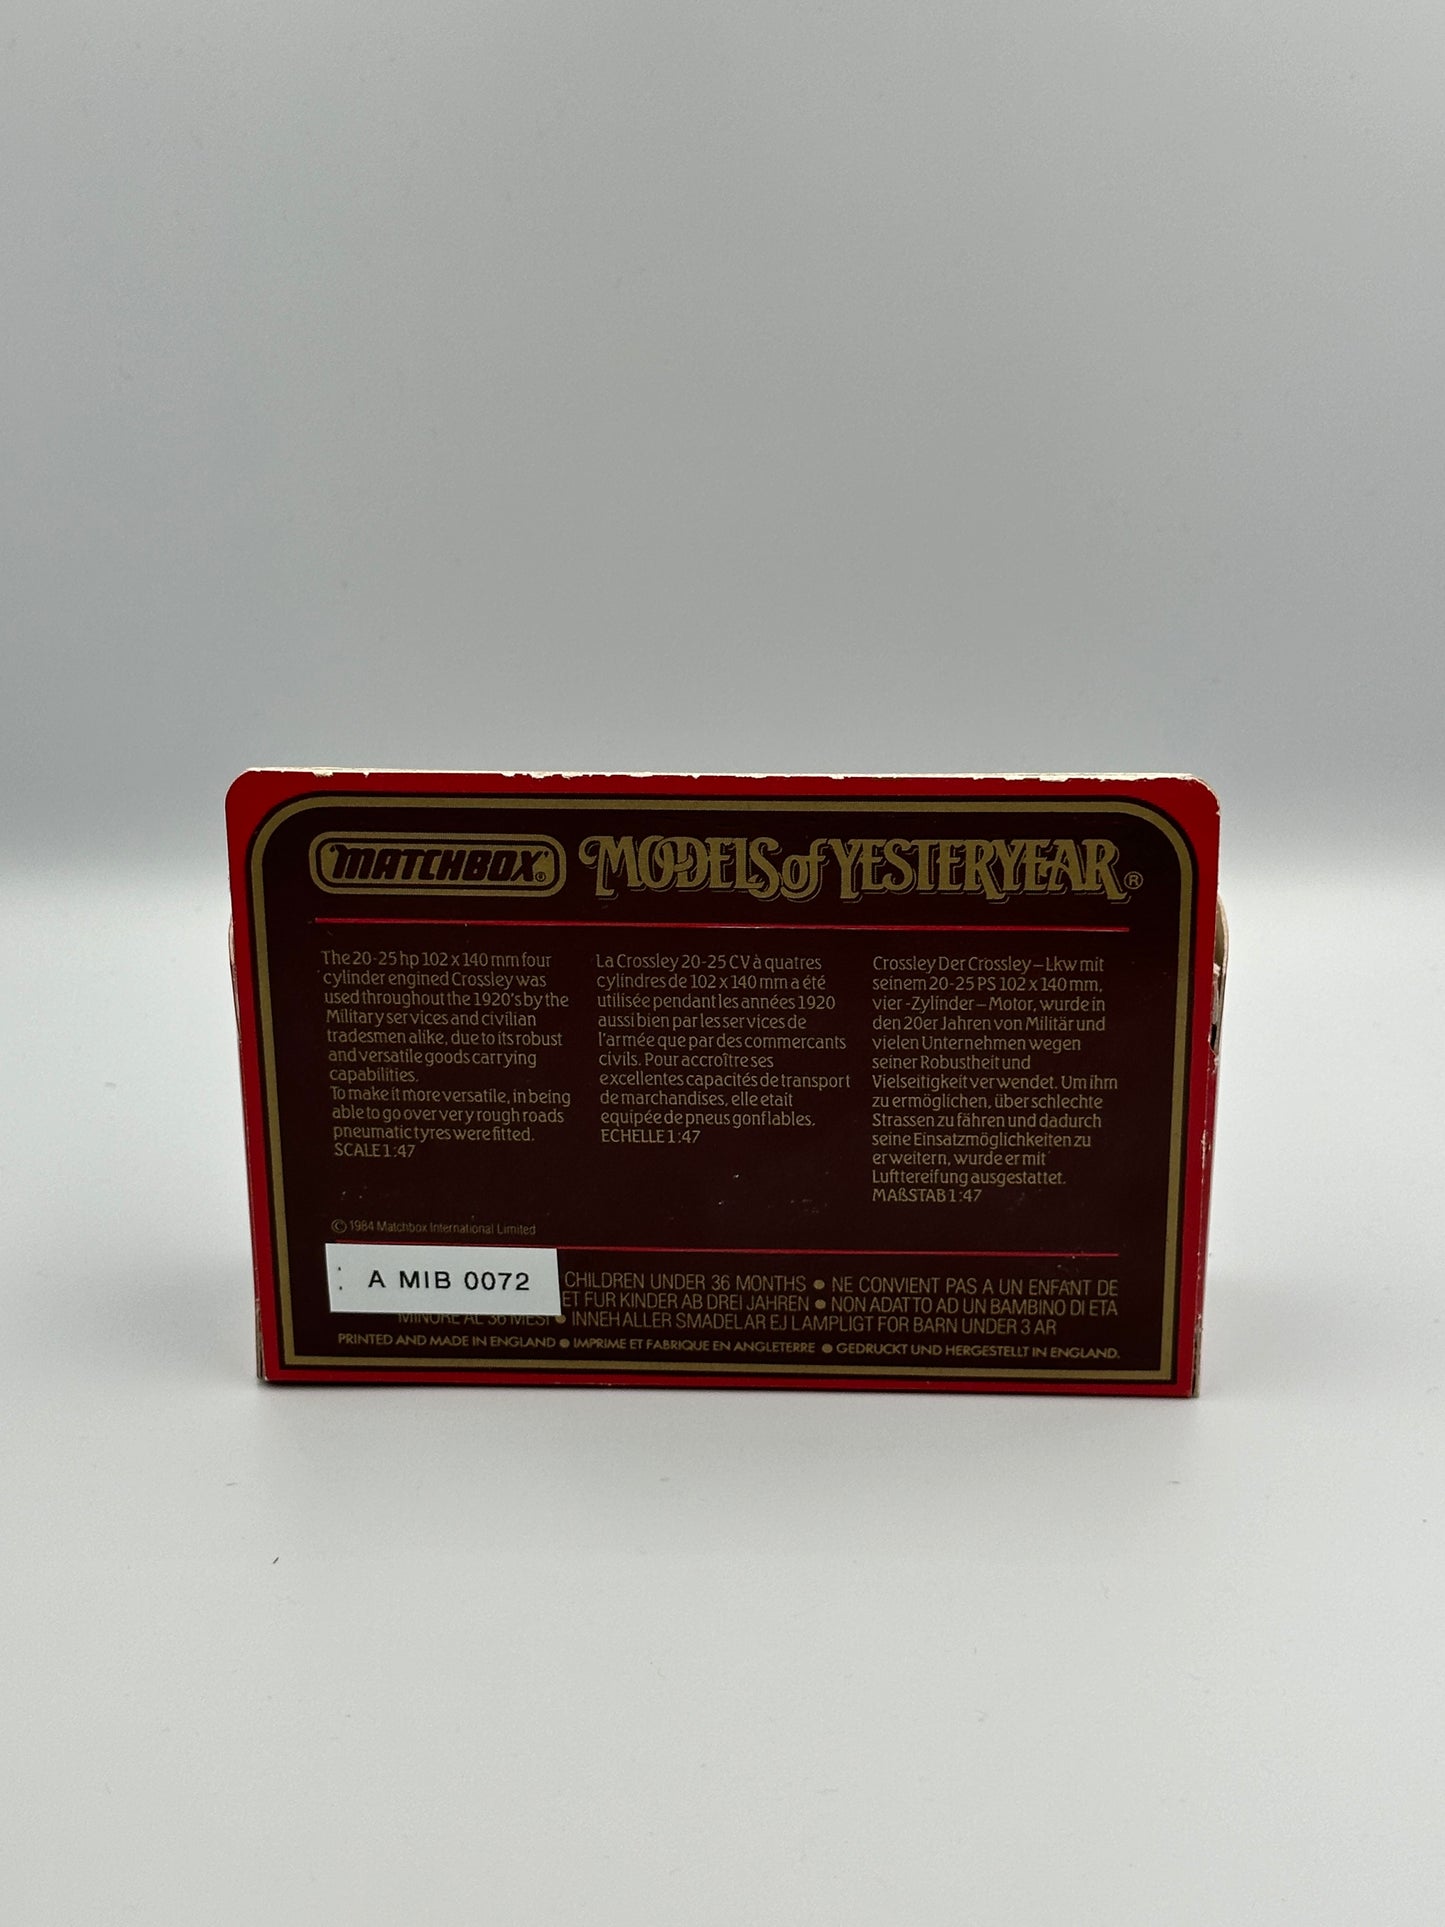 MATCHBOX® MODELS of YESTERYEAR®
The 20-25 hp 102 x 140 mm four
cylinder engined Crossley was
used throughout the 1920's by the
Military services and civilian
tradesmen alike, due to its robust
and versatile goods carrying
capabilities.
To make it more versatile, in being
able to go over very rough roads
pneumatic tyres were fitted.
SCALE 1:47
La Crossley 20-25 CV à quatres
cylindres de 102 x 140 mm a été
utilisée pendant les années 1920
aussi bien par les services de
l'armée que par des commercants
civils. Pour accroître ses
excellentes capacités de transport
de marchandises, elle etait
equipée de pneus gonflables.
ECHELLE 1:47
Crossley Der Crossley – Lkw mit
seinem 20-25 PS 102 x 140 mm,
vier-Zylinder – Motor, wurde in
den 20er Jahren von Militär und
vielen Unternehmen wegen
seiner Robustheit und
Vielseitigkeit verwendet. Um ihm
zu ermöglichen, über schlechte
Strassen zu fähren und dadurch
seine Einsatzmöglichkeiten zu
erweitern, wurde er mit
Lufttereifung ausgestattet.
MAßSTAB 1:47
© 1984 Matchbox International Limited
A MIB 0072
CHILDREN UNDER 36 MONTHS ● NE CONVIENT PAS A UN ENFANT DE
ET FUR KINDER AB DREI JAHREN ● NON ADATTO AD UN BAMBINO DI ETA
MINORE AL 36 MESI ● INNEHALLER SMADELAR EJ LAMPLIGT FOR BARN UNDER 3 AR
PRINTED AND MADE IN ENGLAND ● IMPRIME ET FABRIQUE EN ANGLETERRE ● GEDRUCKT UND HERGESTELLT IN ENGLAND.